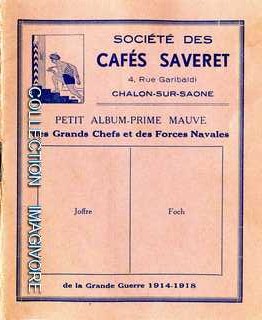 SOCIÉTÉ DES
CAFÉS SAVERET
4, Rue Garibaldi
CHALON-SUR-SAONE
PETIT ALBUM-PRIME MAUVE
es Grands Chefs et des Forces Navales
Joffre
Foch
de la Grande Guerre 1914-1918
COLLECTION IMAGIVORE